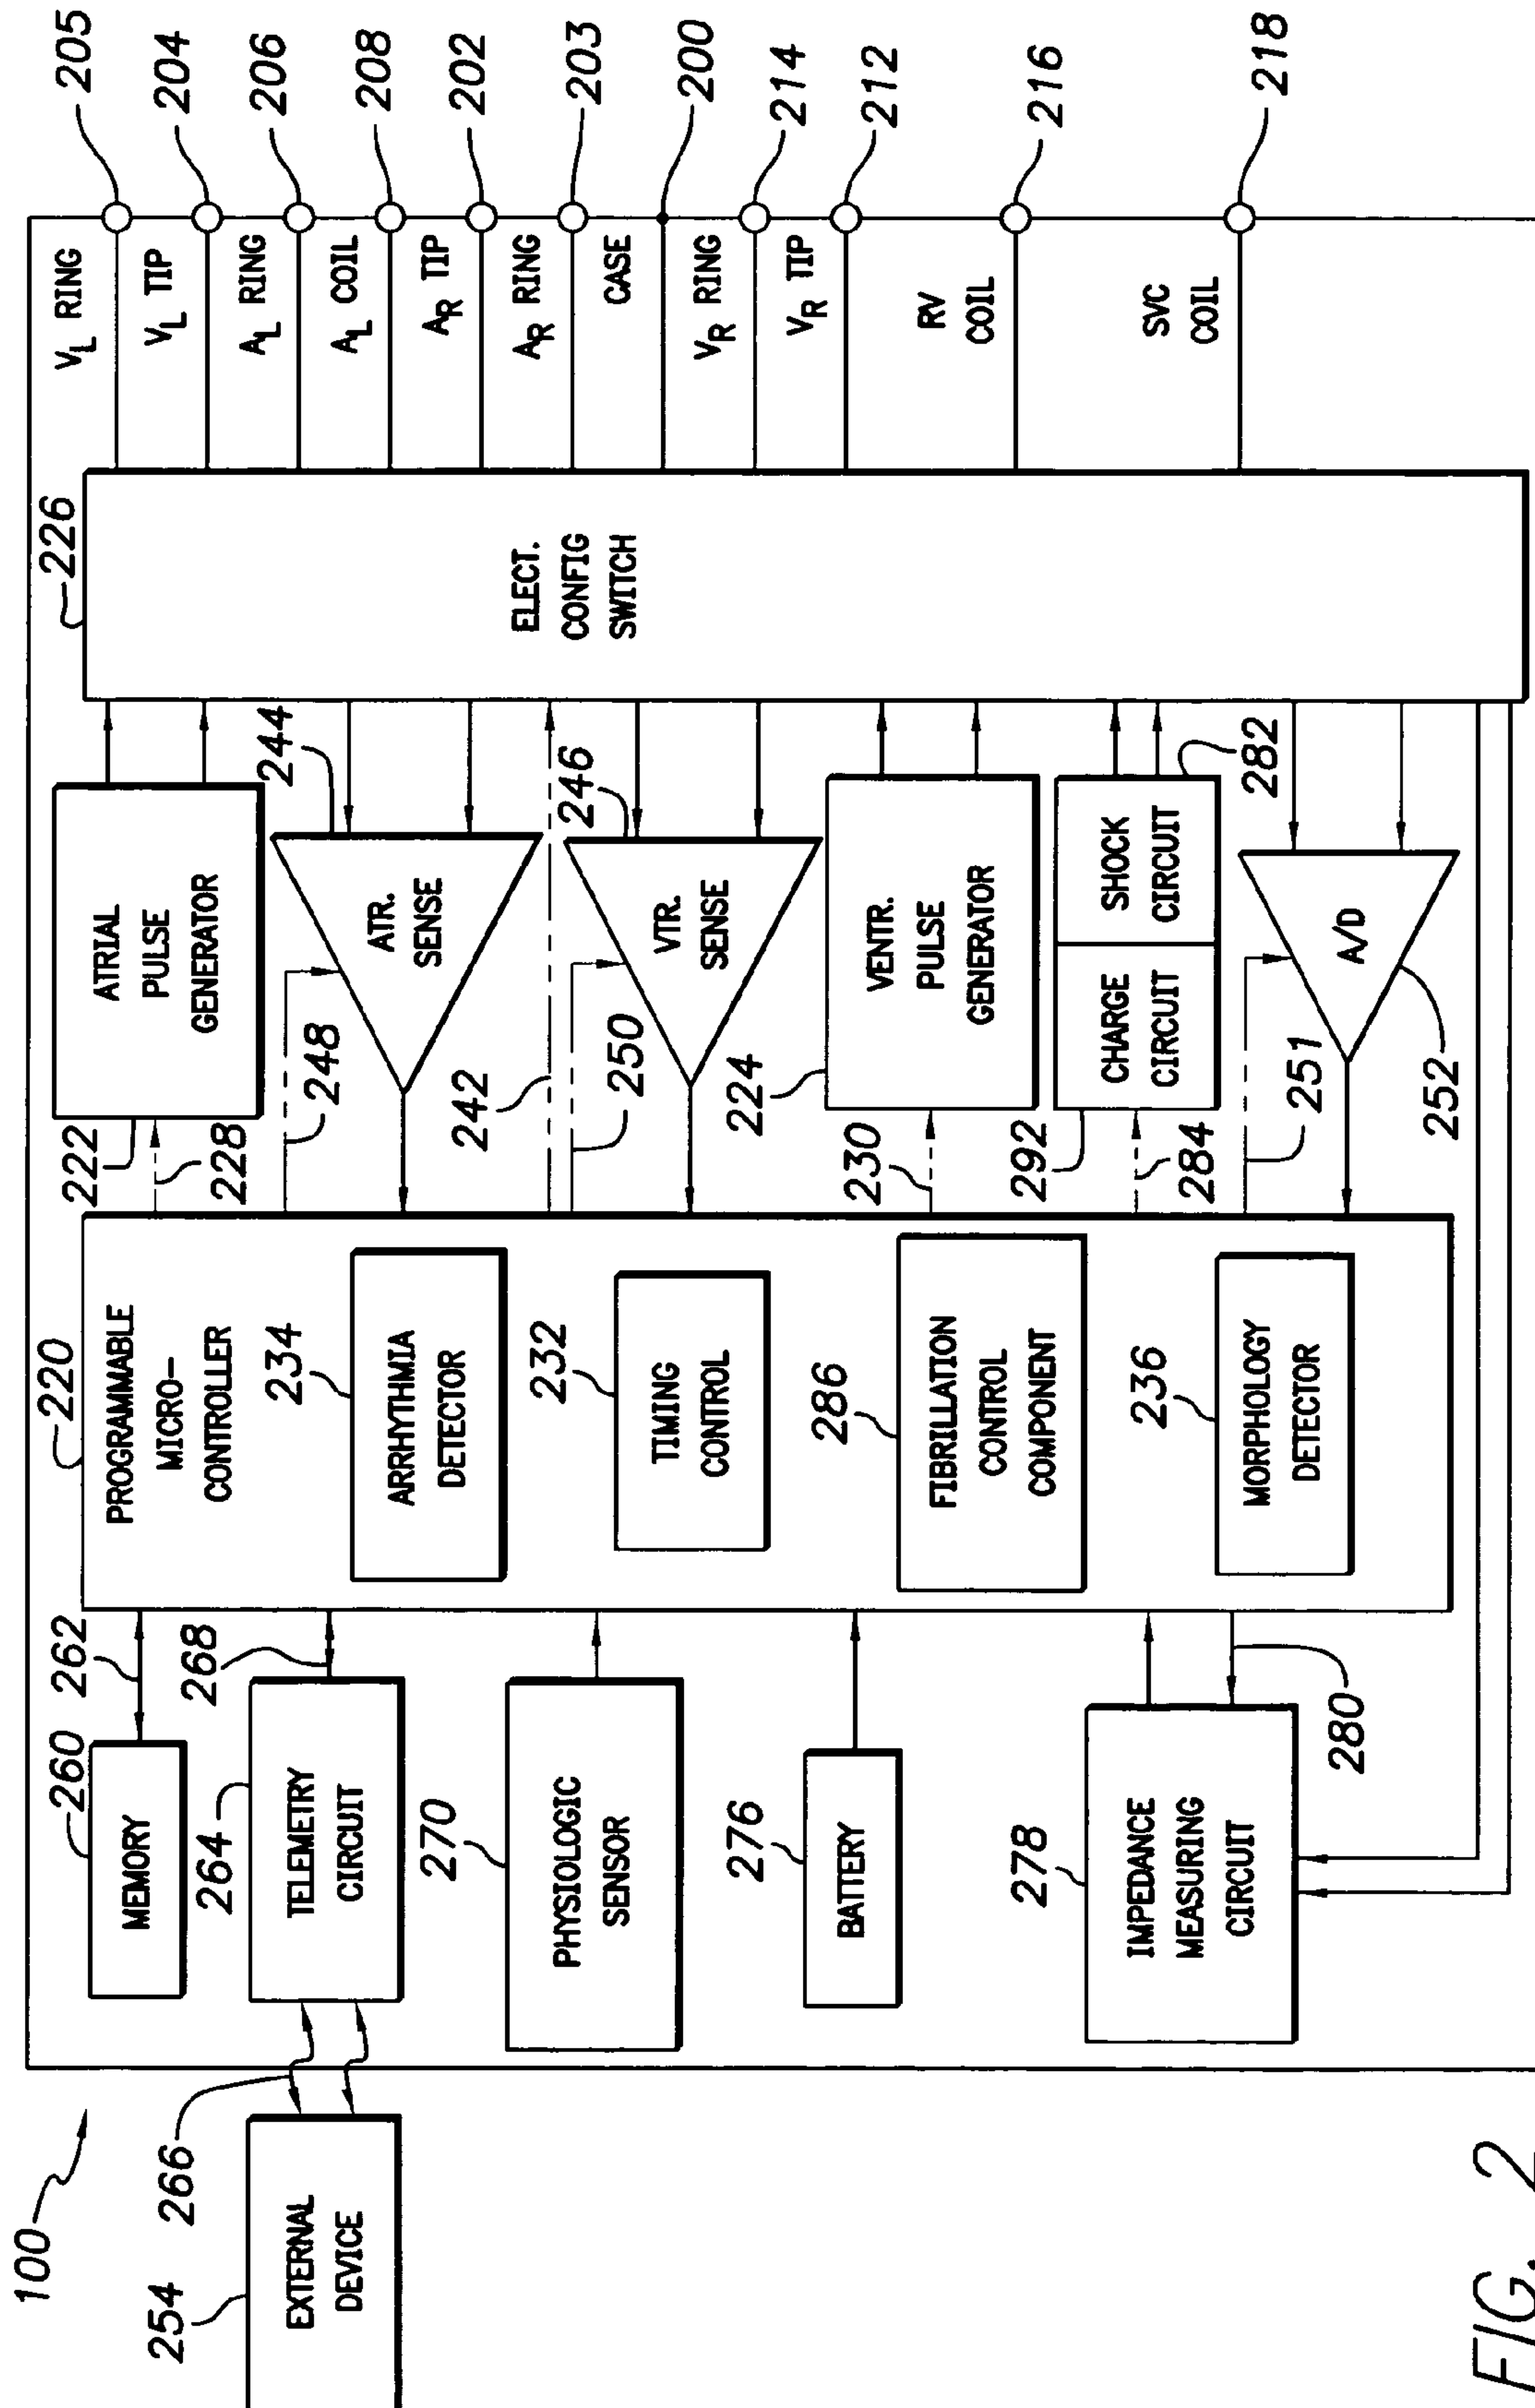 100
254
EXTERNAL
DEVICE
266
260
MEMORY
262
264
TELEMETRY
CIRCUIT
268
270
PHYSIOLOGIC
SENSOR
276
BATTERY
278
IMPEDANCE
MEASURING
CIRCUIT
280
220
PROGRAMMABLE
MICRO-
CONTROLLER
234
ARRHYTHMIA
DETECTOR
232
TIMING
CONTROL
286
FIBRILLATION
CONTROL
COMPONENT
236
MORPHOLOGY
DETECTOR
222
228
ATRIAL
PULSE
GENERATOR
248
244
ATR.
SENSE
242
250
246
VTR.
SENSE
224
230
VENTR.
PULSE
GENERATOR
292
284
CHARGE
CIRCUIT
SHOCK
CIRCUIT
282
251
A/D
252
226
ELECT.
CONFIG
SWITCH
VL RING
205
VL TIP
204
AL RING
206
AL COIL
208
AR TIP
202
AR RING
203
CASE
200
VR RING
214
VR TIP
212
RV
COIL
216
SVC
COIL
218
FIG. 2